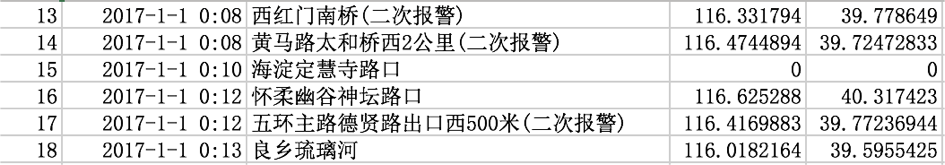 13 2017-1-1 0:08 西红门南桥(二次报警) 116.331794 39.778649
14 2017-1-1 0:08 黄马路太和桥西2公里(二次报警) 116.4744894 39.72472833
15 2017-1-1 0:10 海淀定慧寺路口 0 0
16 2017-1-1 0:12 怀柔幽谷神坛路口 116.625288 40.317423
17 2017-1-1 0:12 五环主路德贤路出口西500米(二次报警) 116.4169883 39.77236944
18 2017-1-1 0:13 良乡琉璃河 116.0182164 39.5955425